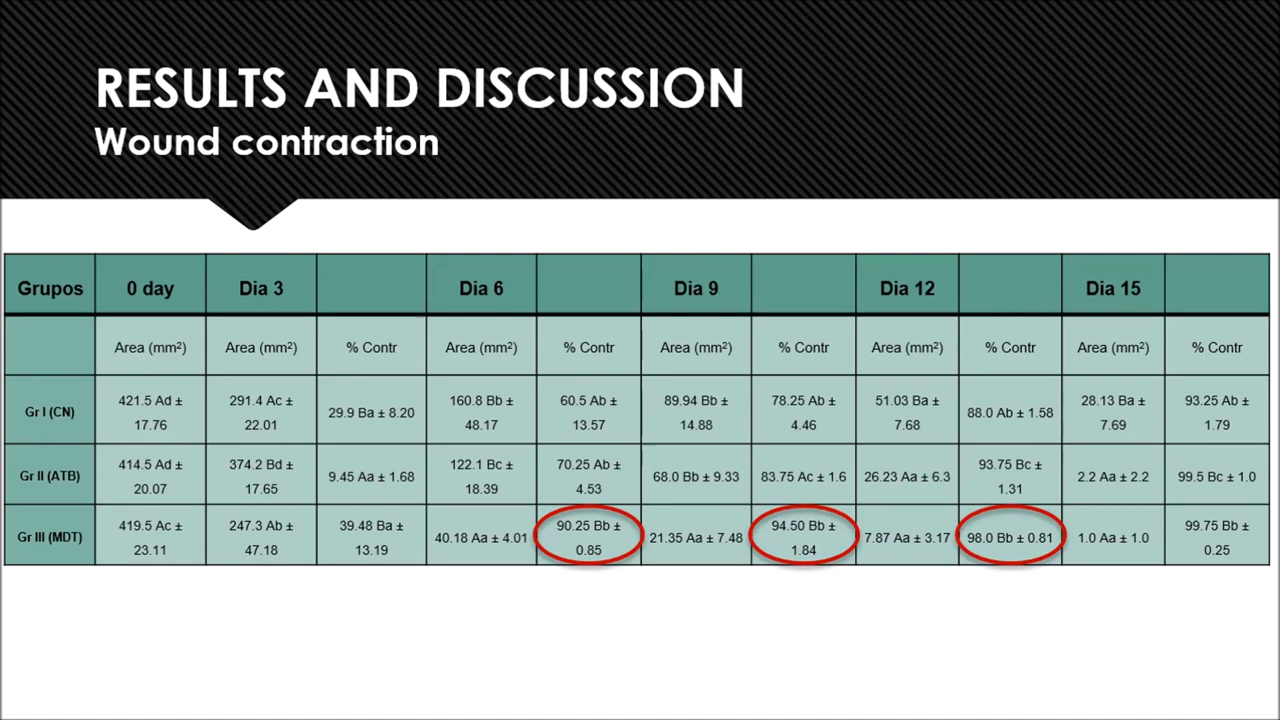 RESULTS AND DISCUSSION
Wound contraction
Grupos 0 day Dia 3 Dia 6 Dia 9 Dia 12 Dia 15
Area (mm²) Area (mm²) % Contr Area (mm²) % Contr Area (mm²) % Contr Area (mm²) % Contr Area (mm²) % Contr
Gr I (CN) 421.5 Ad ± 17.76 291.4 Ac ± 22.01 29.9 Ba ± 8.20 160.8 Bb ± 48.17 60.5 Ab ± 13.57 89.94 Bb ± 14.88 78.25 Ab ± 4.46 51.03 Ba ± 7.68 88.0 Ab ± 1.58 28.13 Ba ± 7.69 93.25 Ab ± 1.79
Gr II (ATB) 414.5 Ad ± 20.07 374.2 Bd ± 17.65 9.45 Aa ± 1.68 122.1 Bc ± 18.39 70.25 Ab ± 4.53 68.0 Bb ± 9.33 83.75 Ac ± 1.6 26.23 Aa ± 6.3 93.75 Bc ± 1.31 2.2 Aa ± 2.2 99.5 Bc ± 1.0
Gr III (MDT) 419.5 Ac ± 23.11 247.3 Ab ± 47.18 39.48 Ba ± 13.19 40.18 Aa ± 4.01 90.25 Bb ± 0.85 21.35 Aa ± 7.48 94.50 Bb ± 1.84 7.87 Aa ± 3.17 98.0 Bb ± 0.81 1.0 Aa ± 1.0 99.75 Bb ± 0.25